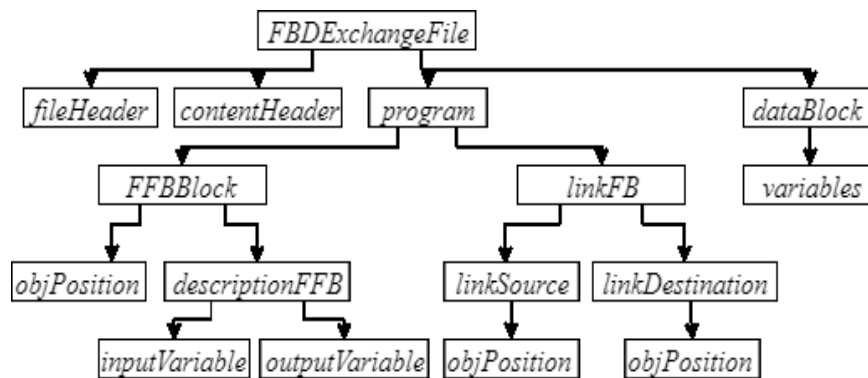 FBDExchangeFile
fileHeader
contentHeader
program
dataBlock
FFBBlock
linkFB
variables
objPosition
descriptionFFB
linkSource
linkDestination
inputVariable
outputVariable
objPosition
objPosition